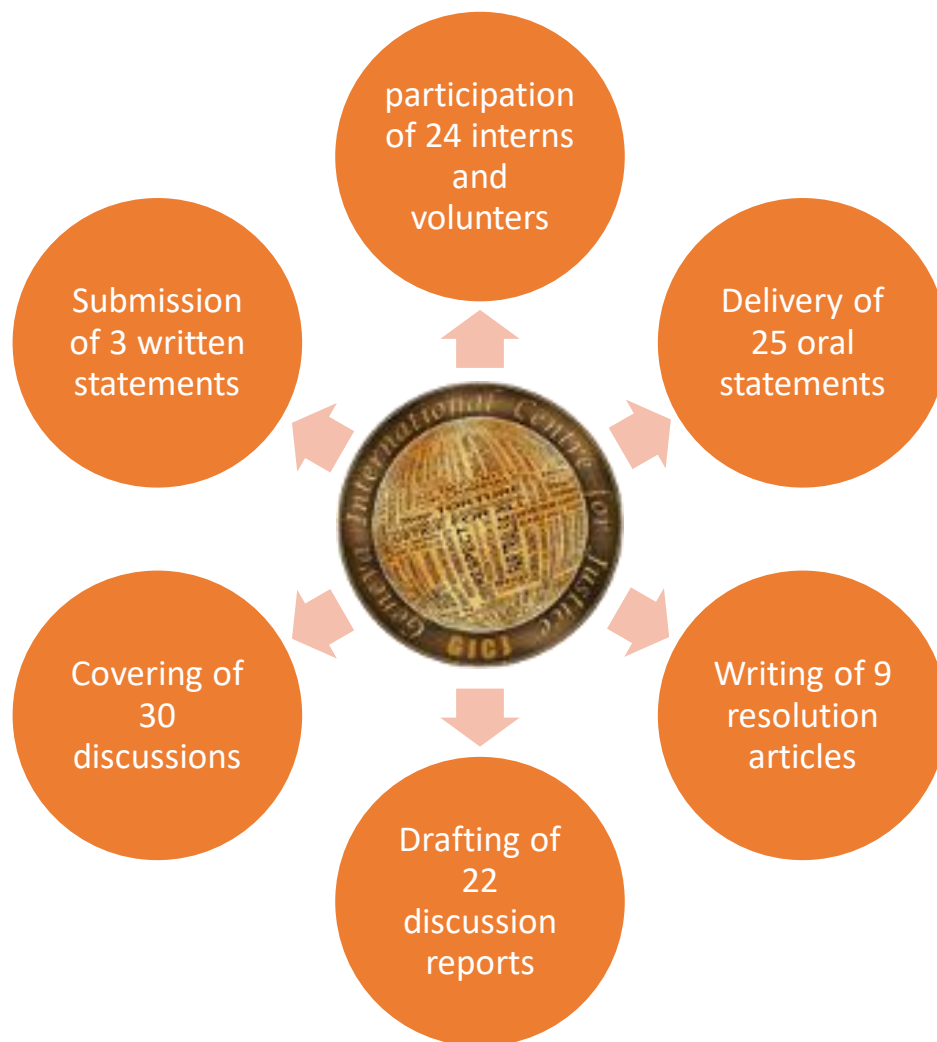 participation
of 24 interns
and
volunters
Delivery of
25 oral
statements
Writing of 9
resolution
articles
Drafting of
22
discussion
reports
Covering of
30
discussions
Submission
of 3 written
statements
Geneva International Centre for Justice
GICJ